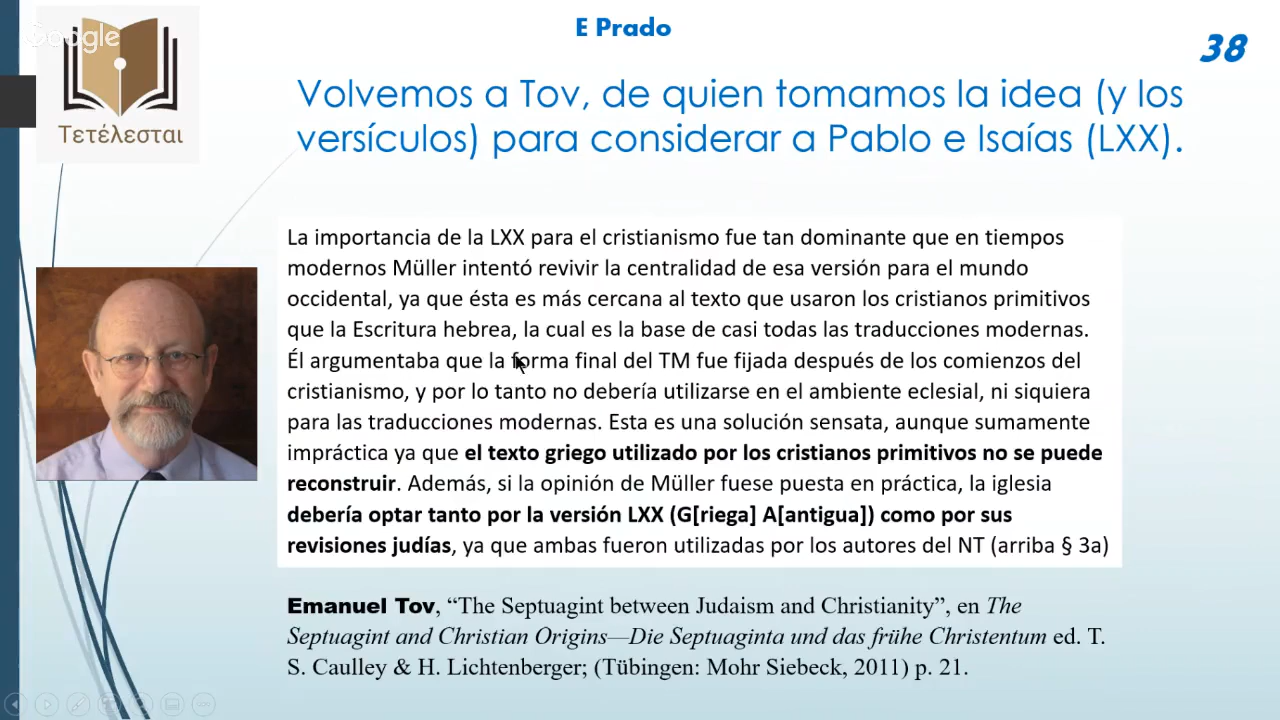 E Prado
38
Google
Τετέλεσται
Volvemos a Tov, de quien tomamos la idea (y los
versículos) para considerar a Pablo e Isaías (LXX).
La importancia de la LXX para el cristianismo fue tan dominante que en tiempos
modernos Müller intentó revivir la centralidad de esa versión para el mundo
occidental, ya que ésta es más cercana al texto que usaron los cristianos primitivos
que la Escritura hebrea, la cual es la base de casi todas las traducciones modernas.
Él argumentaba que la forma final del TM fue fijada después de los comienzos del
cristianismo, y por lo tanto no debería utilizarse en el ambiente eclesial, ni siquiera
para las traducciones modernas. Esta es una solución sensata, aunque sumamente
impráctica ya que el texto griego utilizado por los cristianos primitivos no se puede
reconstruir. Además, si la opinión de Müller fuese puesta en práctica, la iglesia
debería optar tanto por la versión LXX (G[riega] A[antigua]) como por sus
revisiones judías, ya que ambas fueron utilizadas por los autores del NT (arriba § 3a)
Emanuel Tov, “The Septuagint between Judaism and Christianity”, en The
Septuagint and Christian Origins—Die Septuaginta und das frühe Christentum ed. T.
S. Caulley & H. Lichtenberger; (Tübingen: Mohr Siebeck, 2011) p. 21.